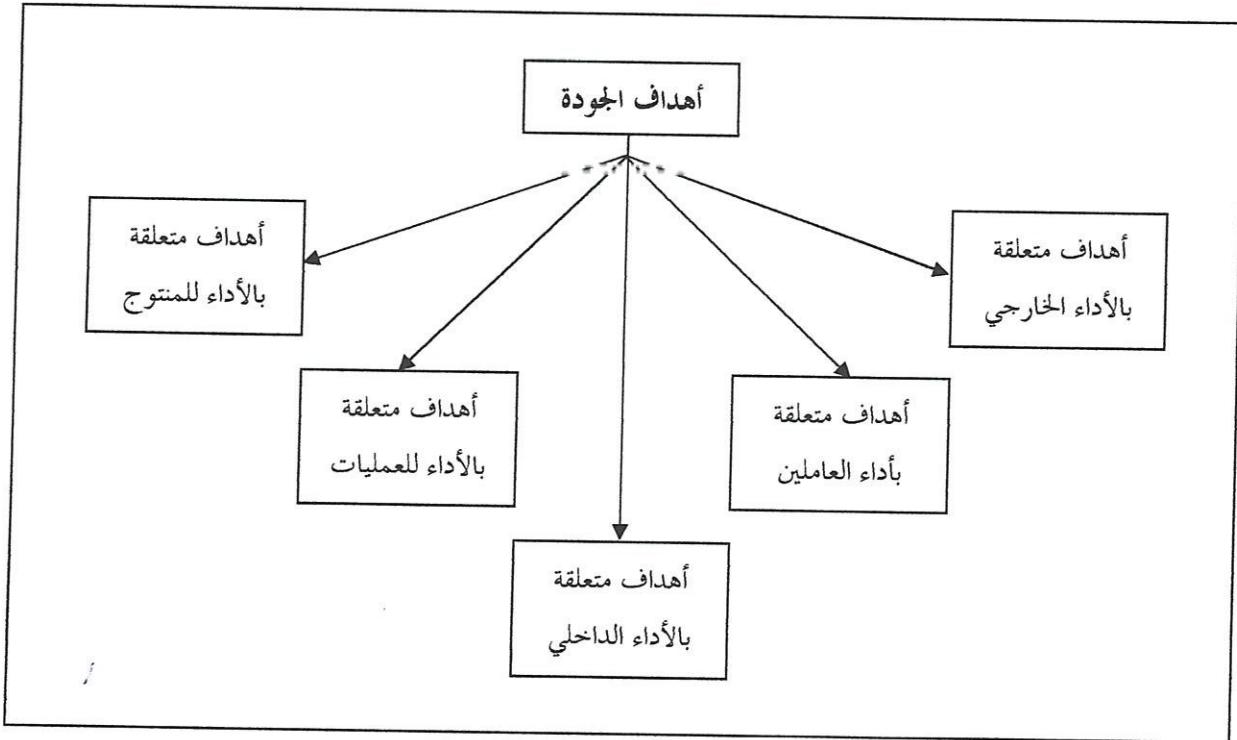 أهداف الجودة
أهداف متعلقة
بالأداء الخارجي
أهداف متعلقة
بأداء العاملين
أهداف متعلقة
بالأداء الداخلي
أهداف متعلقة
بالأداء للعمليات
أهداف متعلقة
بالأداء للمنتوج